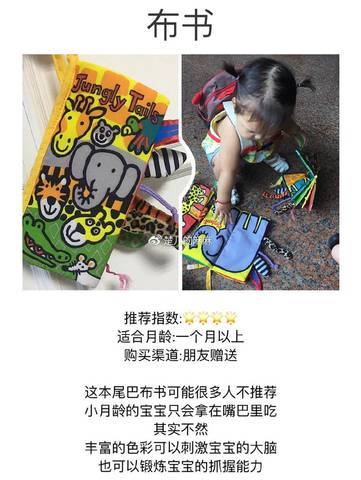 布书
Jungly Tails
推荐指数:🌟🌟🌟🌟
适合月龄:一个月以上
购买渠道:朋友赠送
这本尾巴布书可能很多人不推荐
小月龄的宝宝只会拿在嘴巴里吃
其实不然
丰富的色彩可以刺激宝宝的大脑
也可以锻炼宝宝的抓握能力